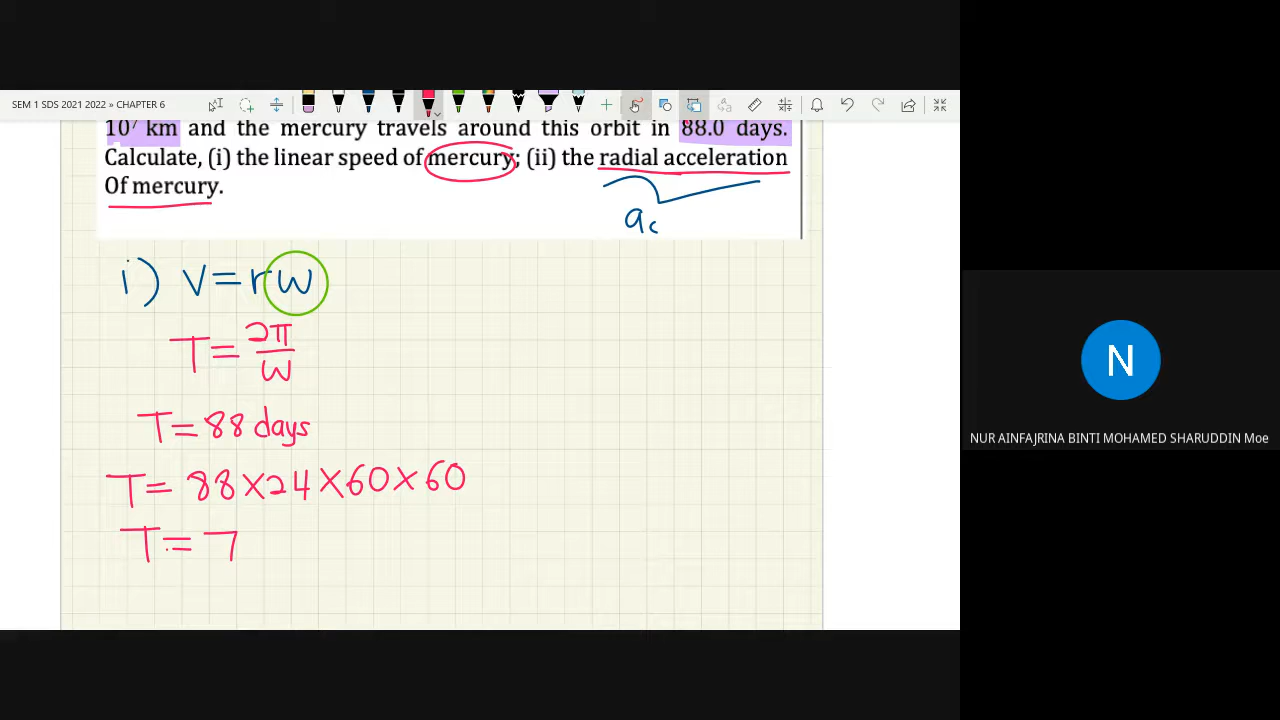 SEM 1 SDS 2021 2022 » CHAPTER 6
10⁷ km and the mercury travels around this orbit in 88.0 days.
Calculate, (i) the linear speed of mercury; (ii) the radial acceleration
Of mercury.
ac
i) v=rw
T=2π/w
T=88 days
T=88×24×60×60
T=7
N
NUR AINFAJRINA BINTI MOHAMED SHARUDDIN Moe